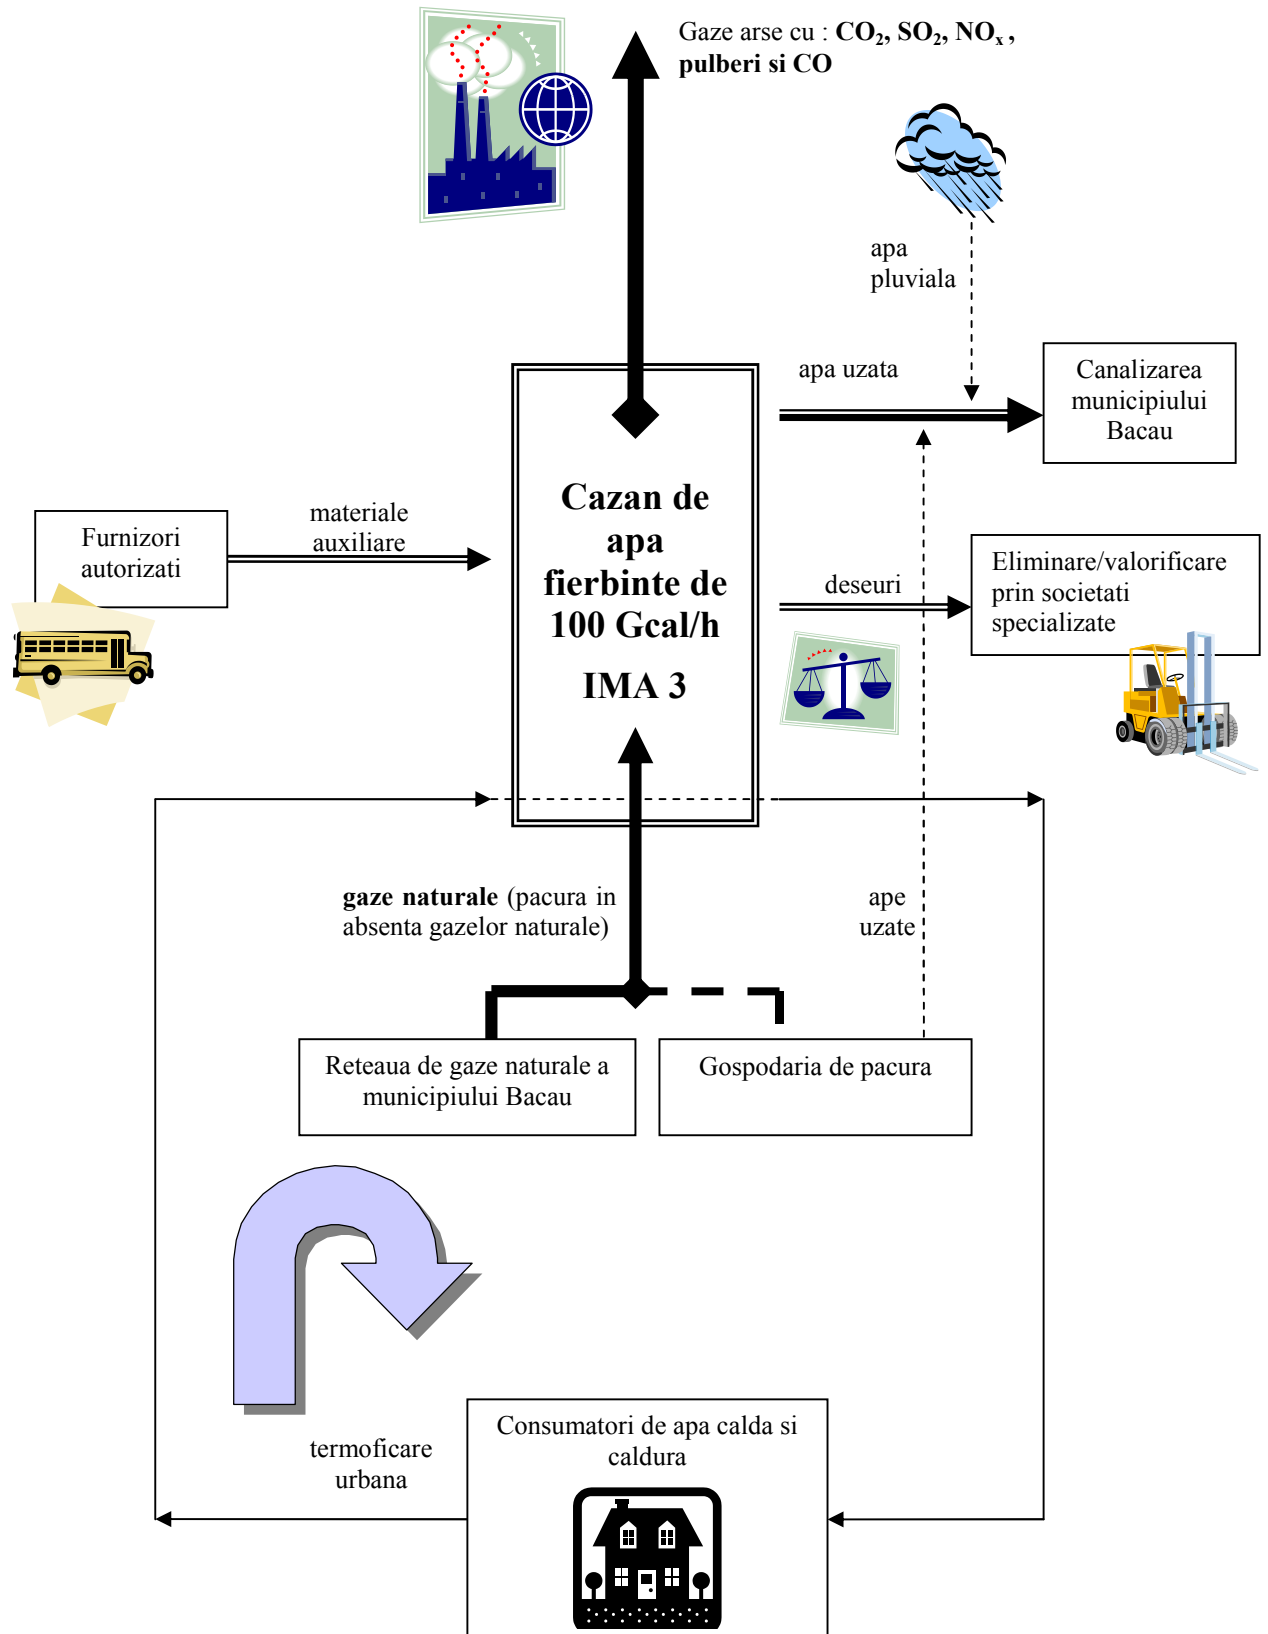 Gaze arse cu : CO₂, SO₂, NOₓ ,
pulberi si CO
apa
pluviala
apa uzata
Canalizarea
municipiului
Bacau
Furnizori
autorizati
materiale
auxiliare
Cazan de
apa
fierbinte de
100 Gcal/h
IMA 3
deseuri
Eliminare/valorificare
prin societati
specializate
gaze naturale (pacura in
absenta gazelor naturale)
ape
uzate
Reteaua de gaze naturale a
municipiului Bacau
Gospodaria de pacura
termoficare
urbana
Consumatori de apa calda si
caldura